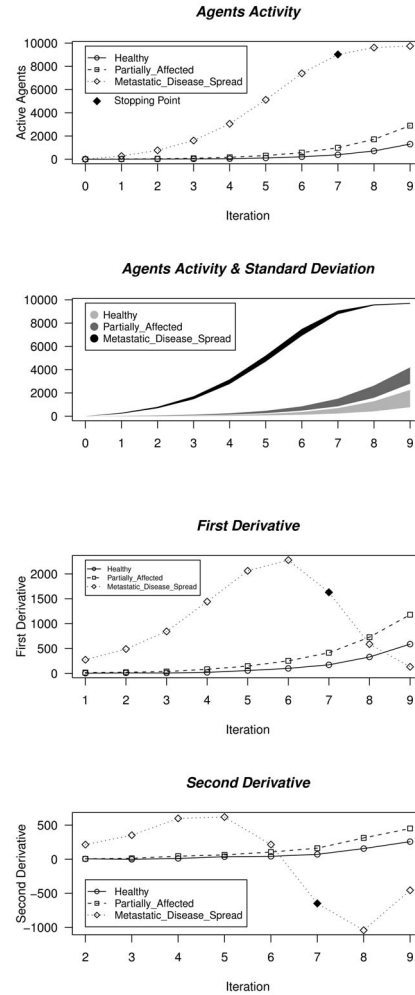 Agents Activity
Active Agents
10000
8000
6000
4000
2000
0
Healthy
Partially_Affected
Metastatic_Disease_Spread
Stopping Point
0 1 2 3 4 5 6 7 8 9
Iteration
Agents Activity & Standard Deviation
10000
8000
6000
4000
2000
0
Healthy
Partially_Affected
Metastatic_Disease_Spread
0 1 2 3 4 5 6 7 8 9
First Derivative
First Derivative
2000
1500
1000
500
0
Healthy
Partially_Affected
Metastatic_Disease_Spread
1 2 3 4 5 6 7 8 9
Iteration
Second Derivative
Second Derivative
500
0
−500
−1000
Healthy
Partially_Affected
Metastatic_Disease_Spread
2 3 4 5 6 7 8 9
Iteration